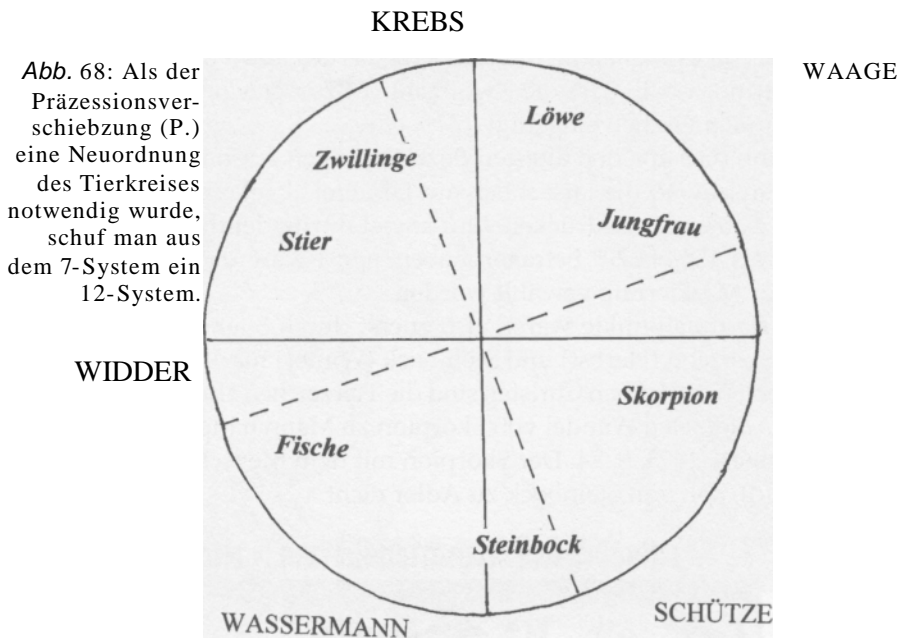 KREBS
Abb. 68: Als der
Präzessionsver-
schiebzung (P.)
eine Neuordnung
des Tierkreises
notwendig wurde,
schuf man aus
dem 7-System ein
12-System.
WAAGE
Löwe
Zwillinge
Jungfrau
Stier
WIDDER
Skorpion
Fische
Steinbock
WASSERMANN
SCHÜTZE